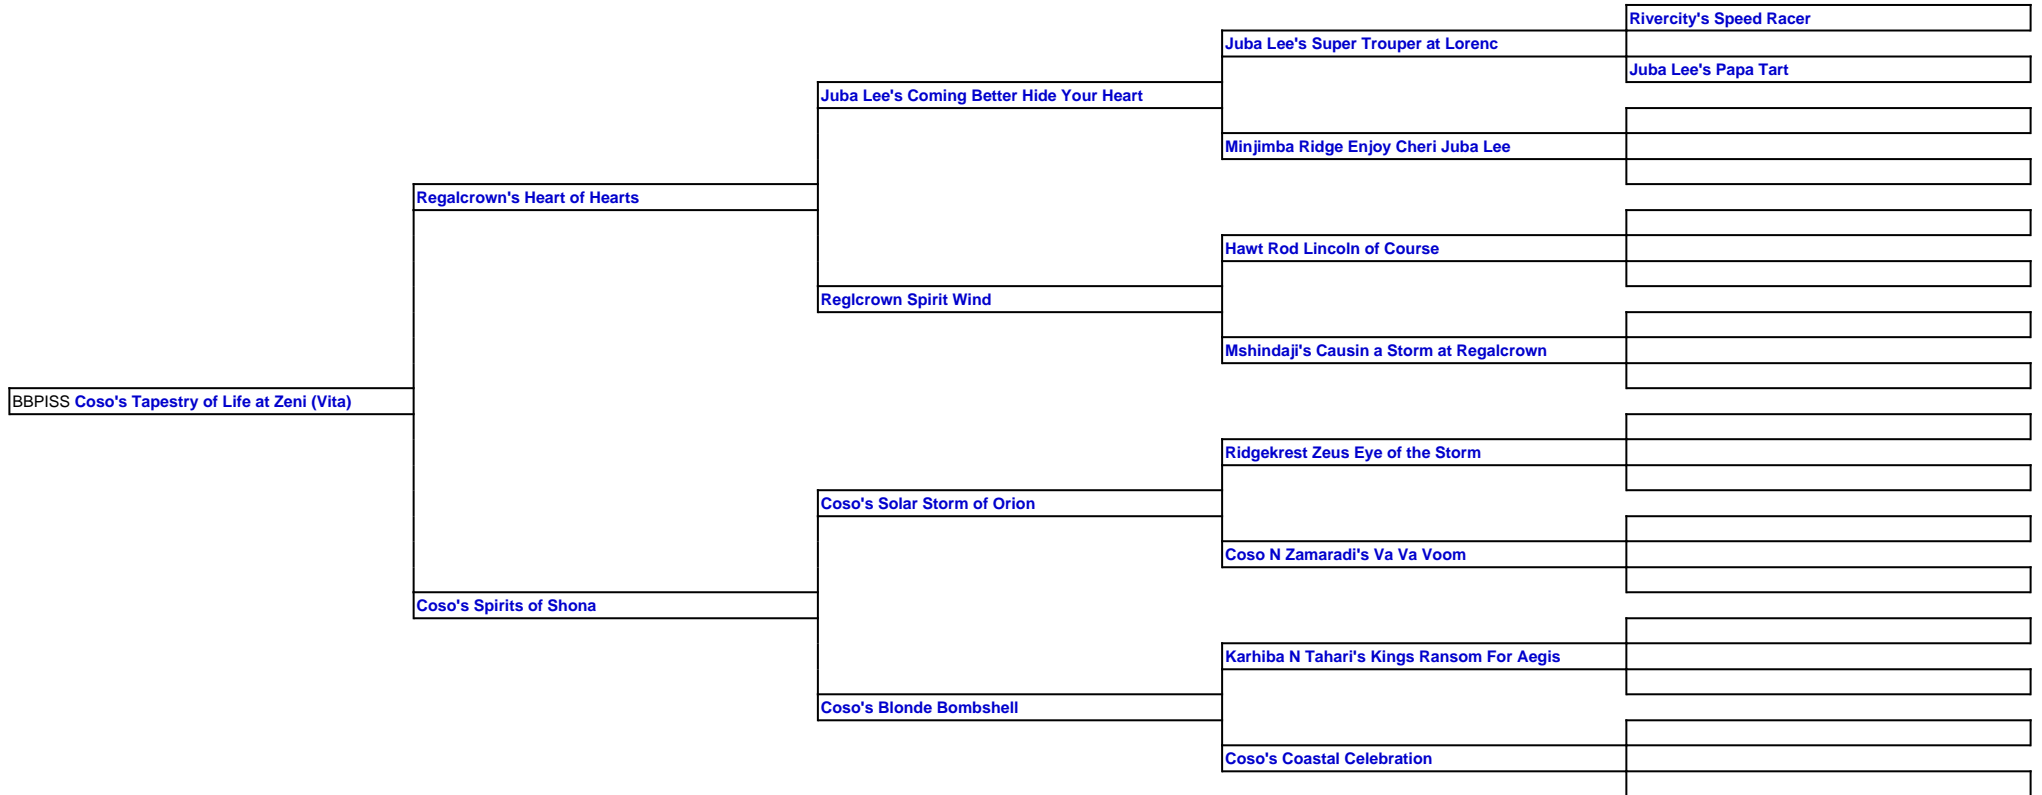 Rivercity's Speed Racer
Juba Lee's Super Trouper at Lorenc
Juba Lee's Papa Tart
Juba Lee's Coming Better Hide Your Heart
Minjimba Ridge Enjoy Cheri Juba Lee
Regalcrown's Heart of Hearts
Hawt Rod Lincoln of Course
Reglcrown Spirit Wind
Mshindaji's Causin a Storm at Regalcrown
BBPISS Coso's Tapestry of Life at Zeni (Vita)
Ridgekrest Zeus Eye of the Storm
Coso's Solar Storm of Orion
Coso N Zamaradi's Va Va Voom
Coso's Spirits of Shona
Karhiba N Tahari's Kings Ransom For Aegis
Coso's Blonde Bombshell
Coso's Coastal Celebration